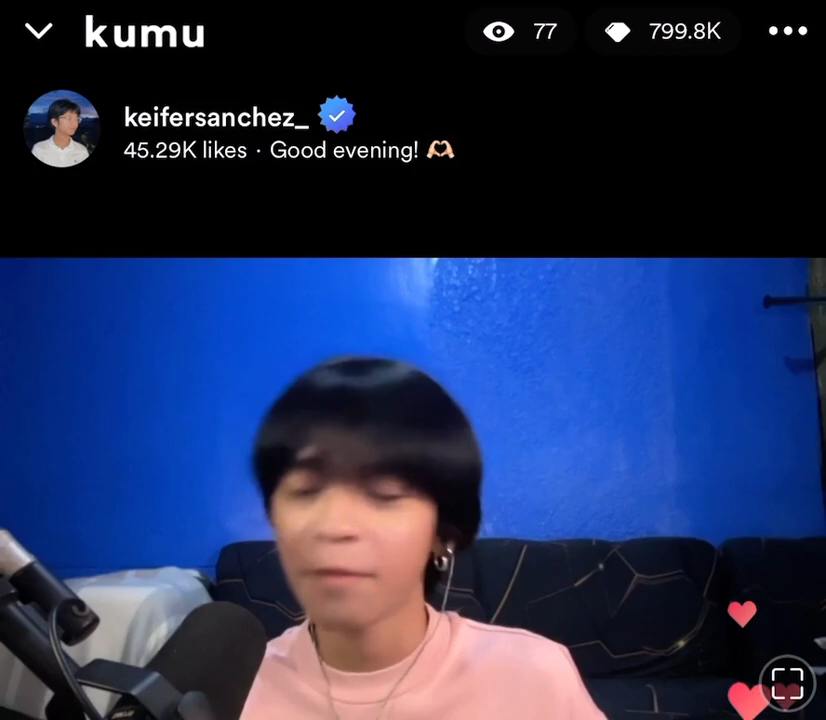 kumu 77 799.8K
keifersanchez_
45.29K likes · Good evening! 🫶🏻